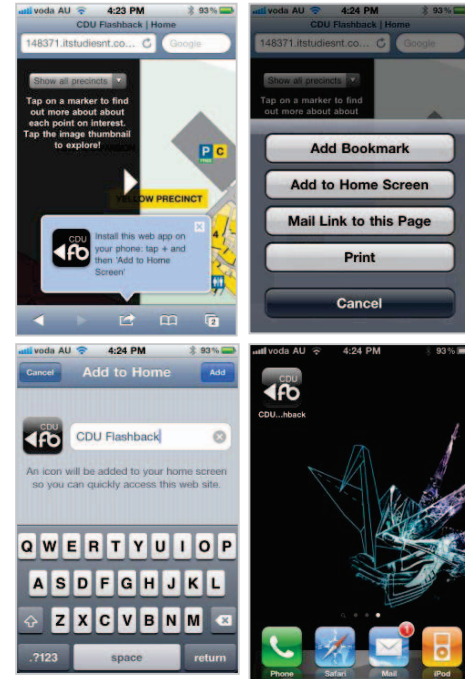 voda AU 4:23 PM 93%
CDU Flashback | Home
148371.itstudiesnt.co... Google
Show all precincts
Tap on a marker to find
out more about about
each point on interest.
Tap the image thumbnail
to explore!
P C
YELLOW PRECINCT
4
CDU
fb
Install this web app on
your phone: tap + and
then 'Add to Home
Screen'
2
voda AU 4:24 PM 93%
CDU Flashback | Home
148371.itstudiesnt.co... Google
Show all precincts
Tap on a marker to find
out more about about
Add Bookmark
Add to Home Screen
Mail Link to this Page
Print
Cancel
voda AU 4:24 PM 93%
Cancel Add to Home Add
CDU
fb
CDU Flashback
An icon will be added to your home screen
so you can quickly access this web site.
Q W E R T Y U I O P
A S D F G H J K L
Z X C V B N M
.?123 space return
voda AU 4:24 PM 93%
CDU
fb
CDU...hback
1
Phone Safari Mail iPod